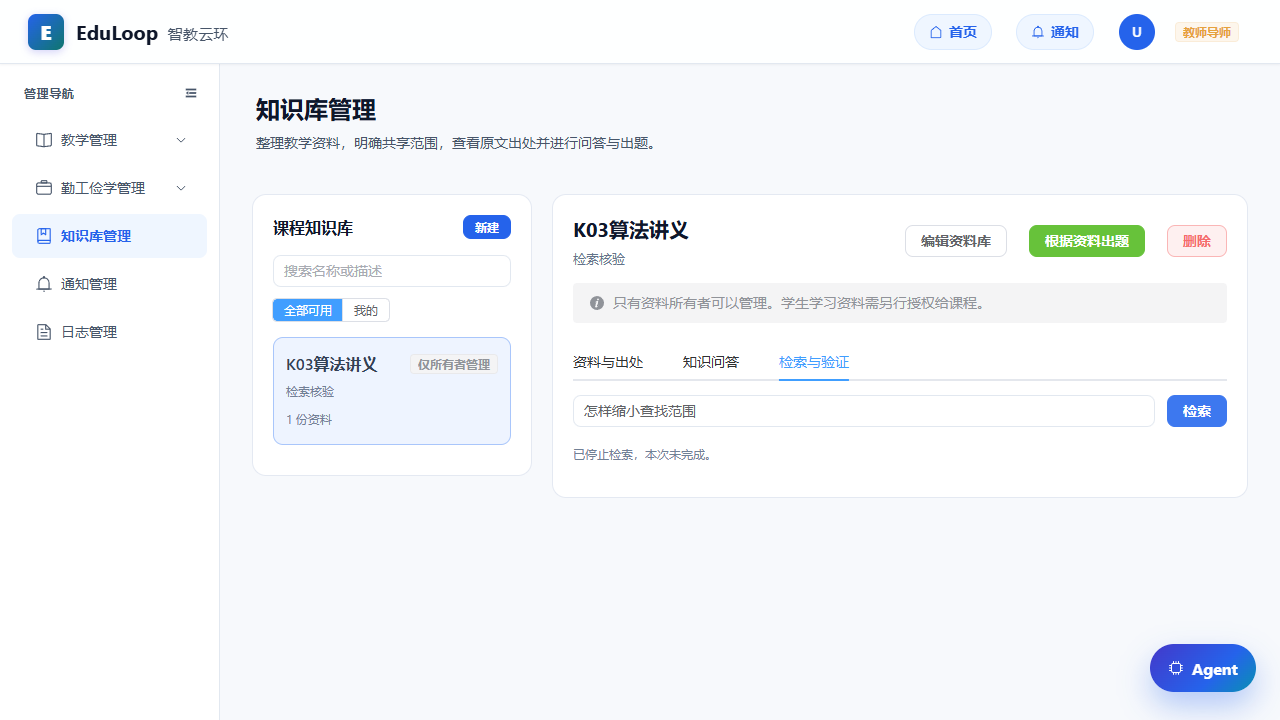 E EduLoop 智教云环
首页
通知
U
教师导师
管理导航
教学管理
勤工俭学管理
知识库管理
通知管理
日志管理
知识库管理
整理教学资料，明确共享范围，查看原文出处并进行问答与出题。
课程知识库
新建
搜索名称或描述
全部可用 我的
K03算法讲义
仅所有者管理
检索核验
1 份资料
K03算法讲义
检索核验
编辑资料库
根据资料出题
删除
只有资料所有者可以管理。学生学习资料需另行授权给课程。
资料与出处 知识问答 检索与验证
怎样缩小查找范围
检索
已停止检索，本次未完成。
Agent